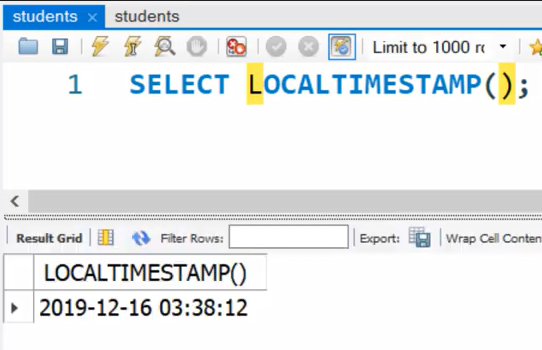 students × students
Limit to 1000 rc
1 SELECT LOCALTIMESTAMP();
Result Grid Filter Rows: Export: Wrap Cell Conten
LOCALTIMESTAMP()
2019-12-16 03:38:12